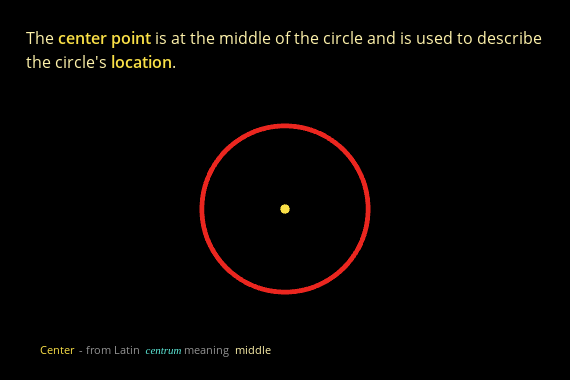 The center point is at the middle of the circle and is used to describe
the circle's location.
Center - from Latin centrum meaning middle